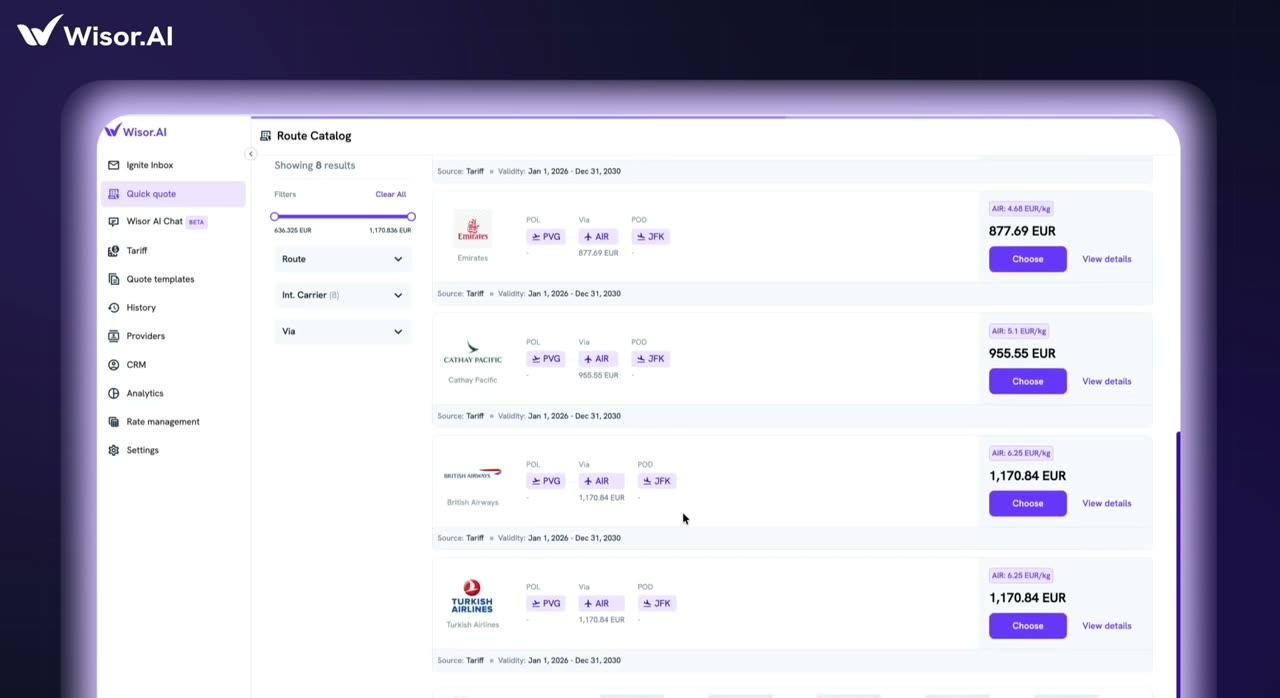 Wisor.AI
Wisor.AI
Ignite Inbox
Quick quote
Wisor AI Chat BETA
Tariff
Quote templates
History
Providers
CRM
Analytics
Rate management
Settings
Route Catalog
Showing 8 results
Filters Clear All
636.325 EUR 1,170.836 EUR
Route
Int. Carrier (8)
Via
Source: Tariff Validity: Jan 1, 2026 - Dec 31, 2030
Emirates
Emirates
POL Via POD
PVG AIR JFK
- 877.69 EUR -
AIR: 4.68 EUR/kg
877.69 EUR
Choose View details
Source: Tariff Validity: Jan 1, 2026 - Dec 31, 2030
CATHAY PACIFIC
Cathay Pacific
POL Via POD
PVG AIR JFK
- 955.55 EUR -
AIR: 5.1 EUR/kg
955.55 EUR
Choose View details
Source: Tariff Validity: Jan 1, 2026 - Dec 31, 2030
BRITISH AIRWAYS
British Airways
POL Via POD
PVG AIR JFK
- 1,170.84 EUR -
AIR: 6.25 EUR/kg
1,170.84 EUR
Choose View details
Source: Tariff Validity: Jan 1, 2026 - Dec 31, 2030
TURKISH
AIRLINES
Turkish Airlines
POL Via POD
PVG AIR JFK
- 1,170.84 EUR -
AIR: 6.25 EUR/kg
1,170.84 EUR
Choose View details
Source: Tariff Validity: Jan 1, 2026 - Dec 31, 2030